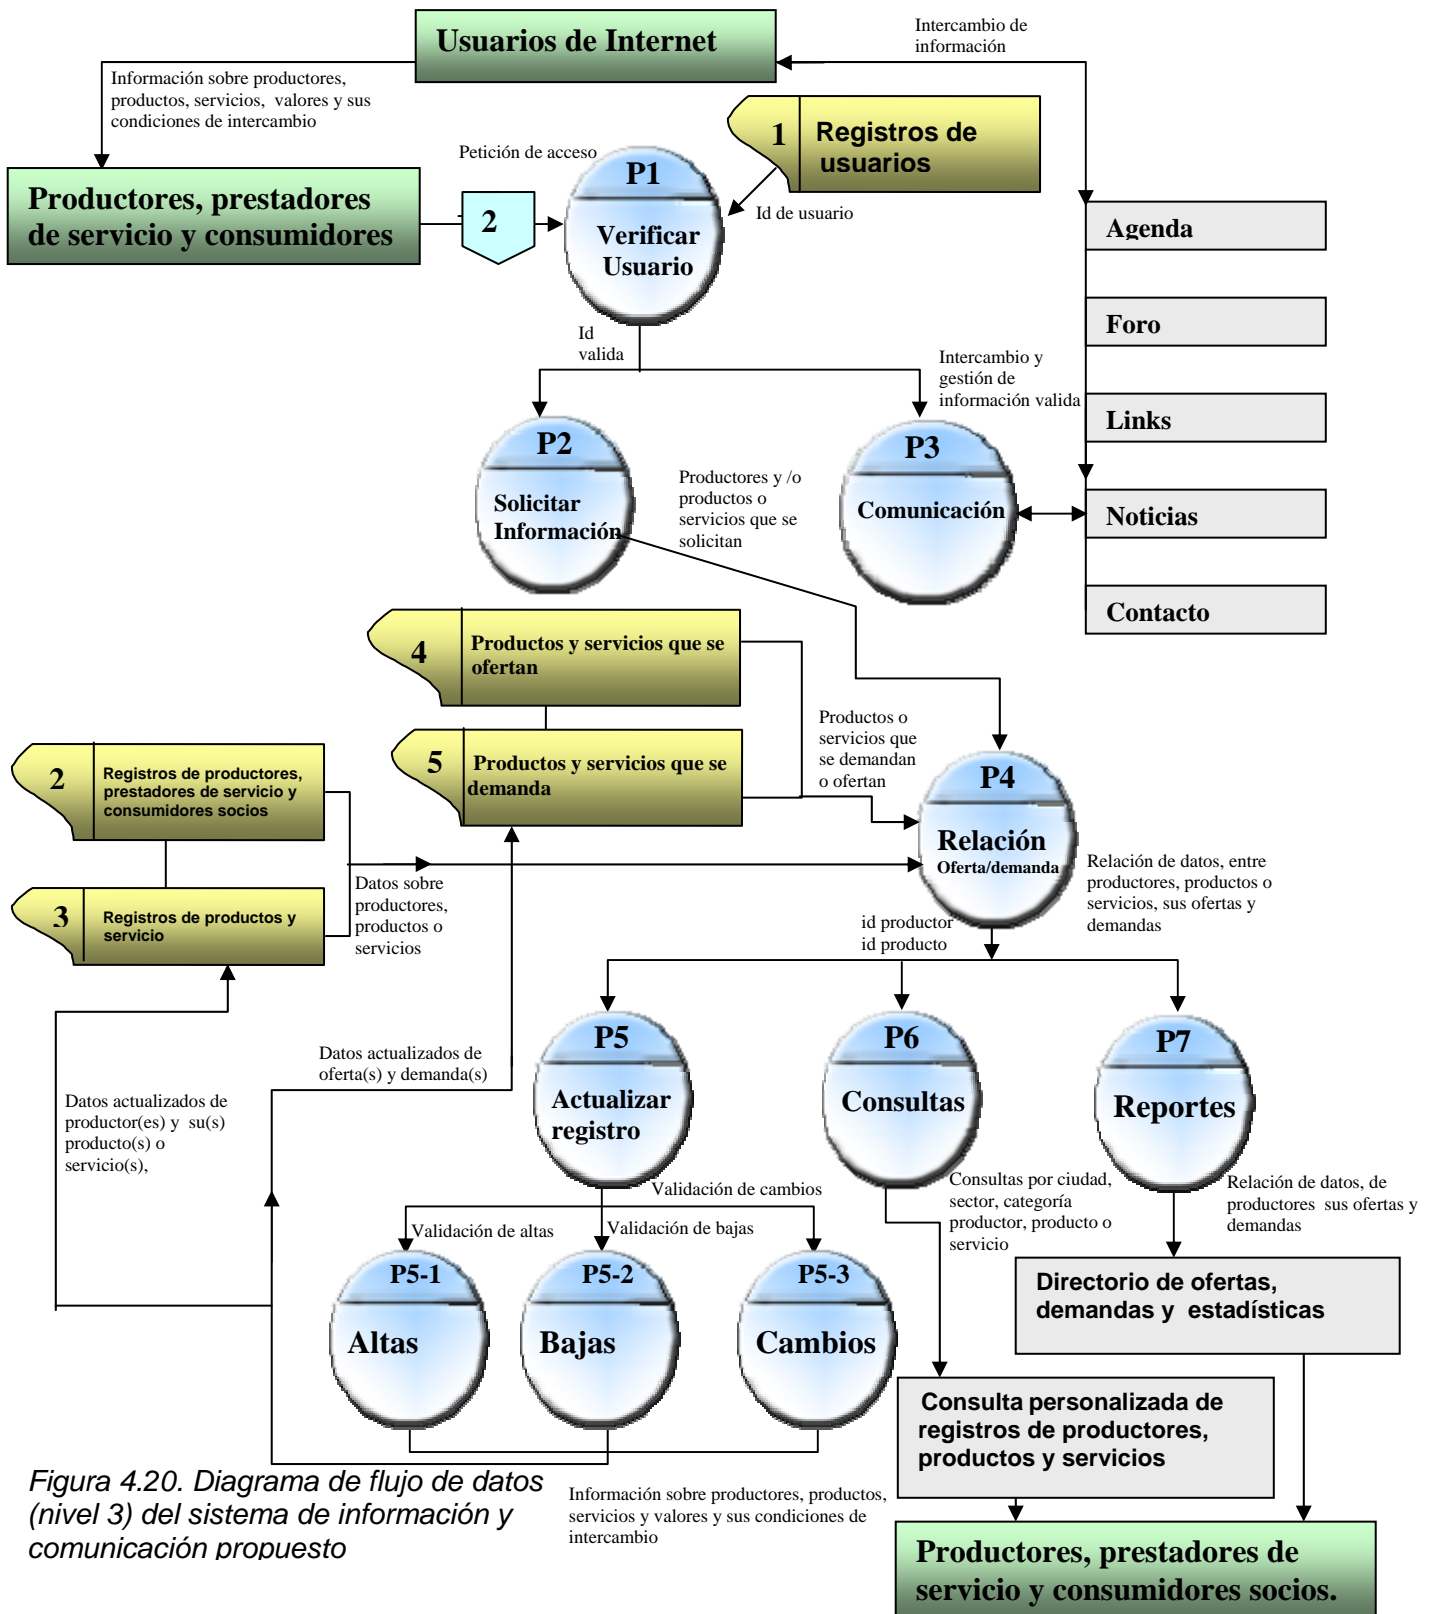 Usuarios de Internet
Intercambio de
información
Información sobre productores,
productos, servicios, valores y sus
condiciones de intercambio
1
Registros de
usuarios
Petición de acceso
P1
Verificar
Usuario
Id de usuario
Productores, prestadores
de servicio y consumidores
2
Agenda
Foro
Links
Noticias
Contacto
Id
valida
Intercambio y
gestión de
información valida
P2
Solicitar
Información
P3
Comunicación
Productores y /o
productos o
servicios que se
solicitan
4
Productos y servicios que se
ofertan
5
Productos y servicios que se
demanda
Productos o
servicios que
se demandan
o ofertan
2
Registros de productores,
prestadores de servicio y
consumidores socios
3
Registros de productos y
servicio
Datos sobre
productores,
productos o
servicios
P4
Relación
Oferta/demanda
Relación de datos, entre
productores, productos o
servicios, sus ofertas y
demandas
id productor
id producto
P5
Actualizar
registro
P6
Consultas
P7
Reportes
Datos actualizados de
oferta(s) y demanda(s)
Datos actualizados de
productor(es) y su(s)
producto(s) o
servicio(s),
Validación de cambios
Validación de altas
Validación de bajas
Consultas por ciudad,
sector, categoría
productor, producto o
servicio
Relación de datos, de
productores sus ofertas y
demandas
P5-1
Altas
P5-2
Bajas
P5-3
Cambios
Directorio de ofertas,
demandas y estadísticas
Consulta personalizada de
registros de productores,
productos y servicios
Figura 4.20. Diagrama de flujo de datos
(nivel 3) del sistema de información y
comunicación propuesto
Información sobre productores, productos,
servicios y valores y sus condiciones de
intercambio
Productores, prestadores de
servicio y consumidores socios.